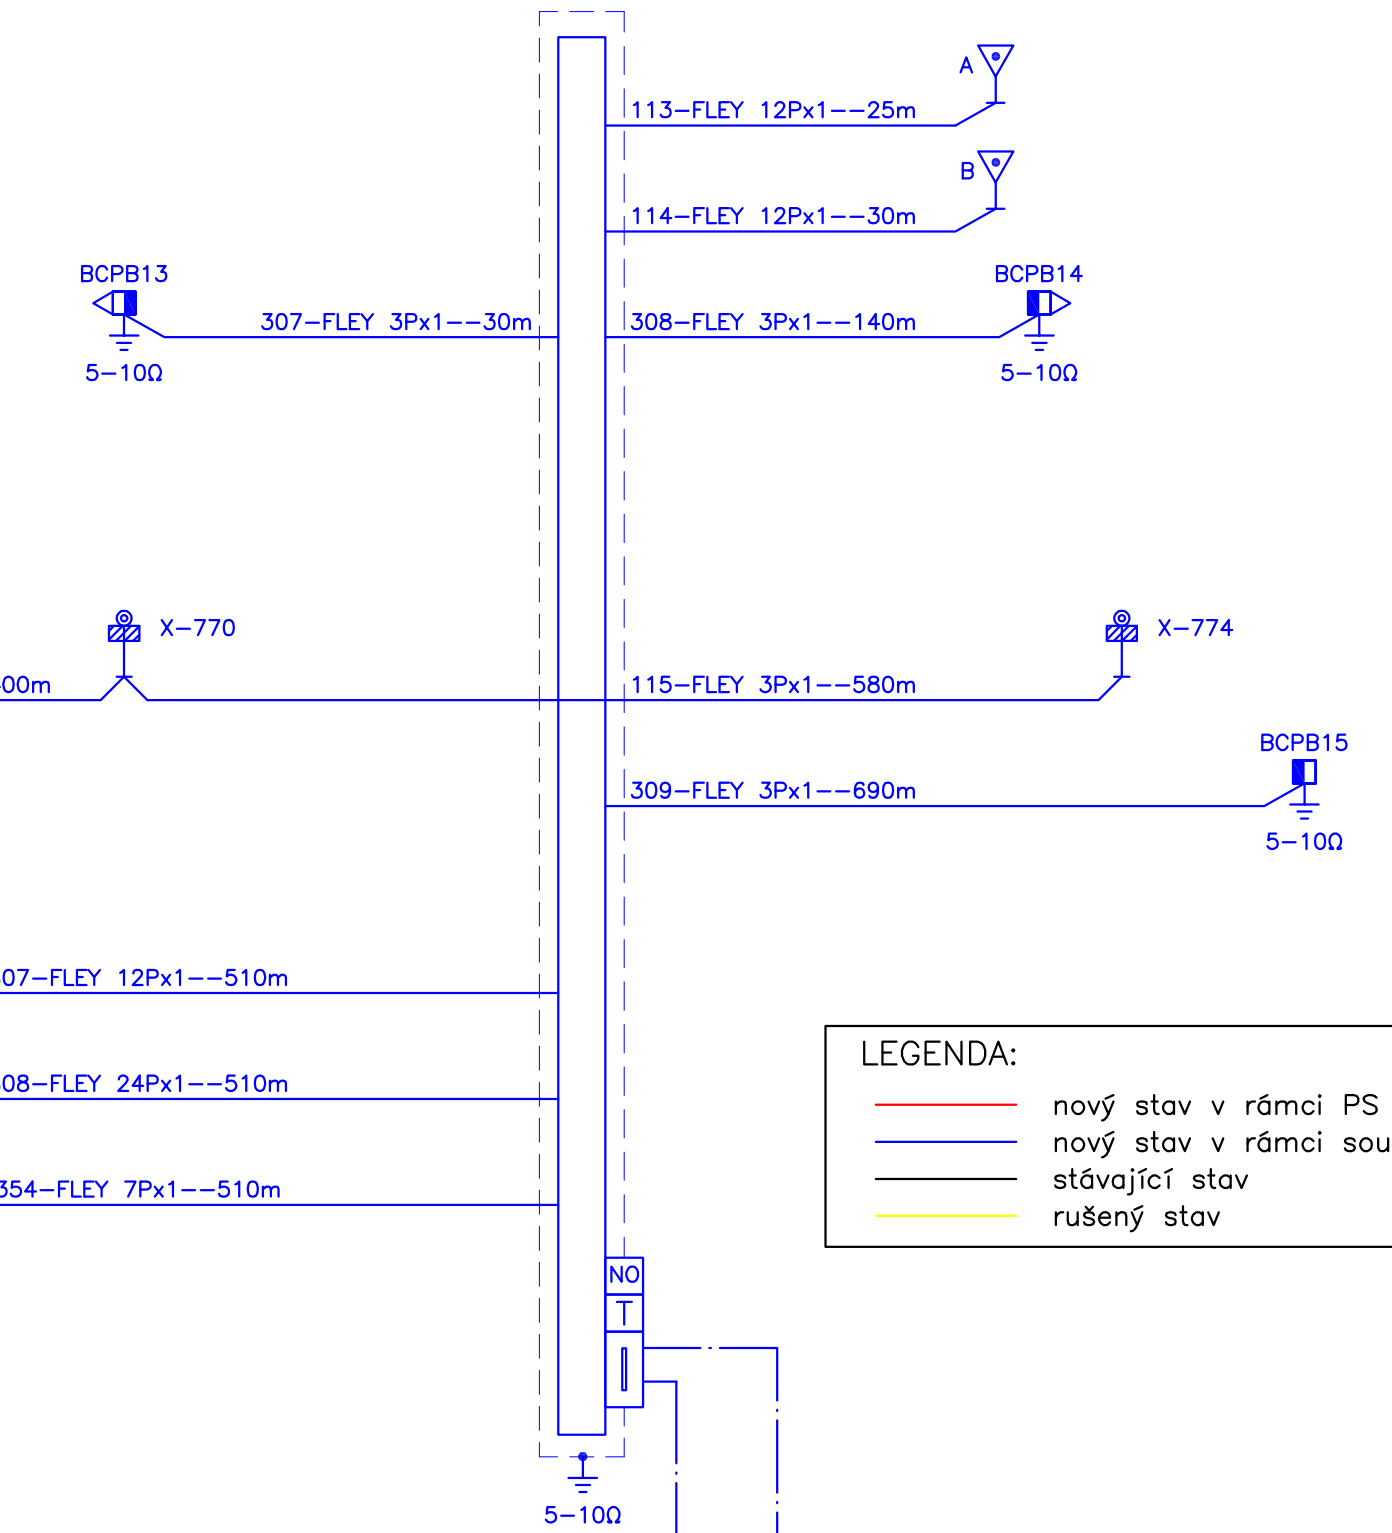 A
113-FLEY 12Px1--25m
B
114-FLEY 12Px1--30m
BCPB13
BCPB14
307-FLEY 3Px1--30m
308-FLEY 3Px1--140m
5-10Ω
5-10Ω
X-770
X-774
00m
115-FLEY 3Px1--580m
BCPB15
309-FLEY 3Px1--690m
5-10Ω
07-FLEY 12Px1--510m
LEGENDA:
08-FLEY 24Px1--510m
nový stav v rámci PS
nový stav v rámci sou
stávající stav
354-FLEY 7Px1--510m
rušený stav
NO
T
5-10Ω